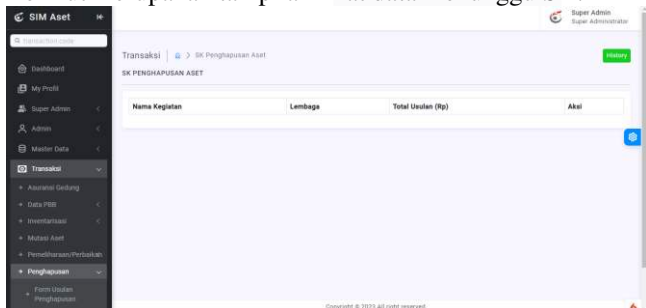 SIM Aset
Super Admin
Super Administrator
transaction code
Transaksi
SK Penghapusan Aset
History
SK PENGHAPUSAN ASET
Dashboard
My Profil
Super Admin
Admin
Master Data
Transaksi
Asuransi Gedung
Data PBB
Inventarisasi
Mutasi Aset
Pemeliharaan/Perbaikan
Penghapusan
Form Usulan
Penghapusan
Nama Kegiatan Lembaga Total Usulan (Rp) Aksi
Copyright © 2023 All right reserved